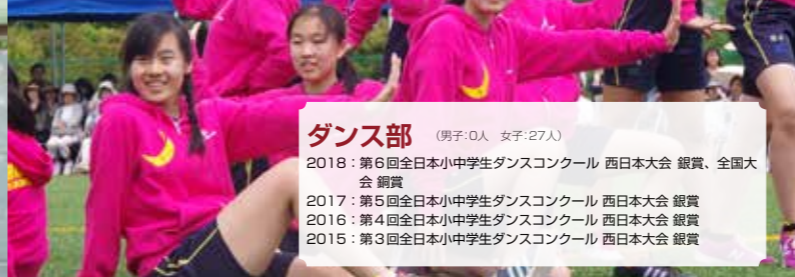 ダンス部 （男子：0人 女子：27人）
2018：第6回全日本小中学生ダンスコンクール 西日本大会 銀賞、全国大
会 銅賞
2017：第5回全日本小中学生ダンスコンクール 西日本大会 銀賞
2016：第4回全日本小中学生ダンスコンクール 西日本大会 銀賞
2015：第3回全日本小中学生ダンスコンクール 西日本大会 銀賞